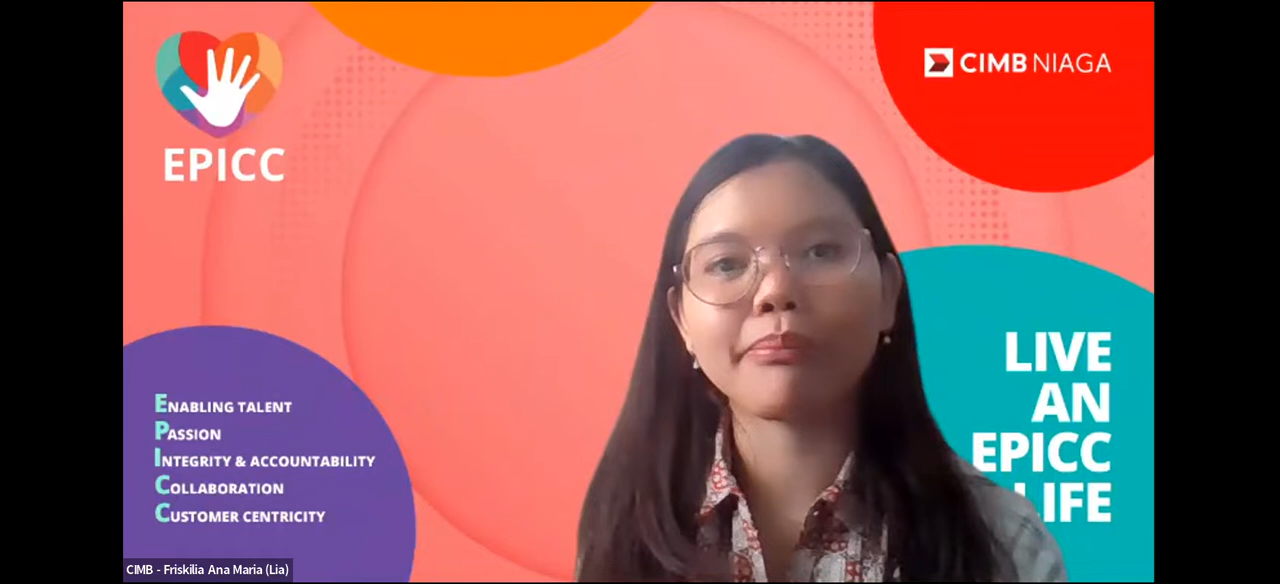 EPICC
CIMB NIAGA
ENABLING TALENT
PASSION
INTEGRITY & ACCOUNTABILITY
COLLABORATION
CUSTOMER CENTRICITY
LIVE
AN
EPICC
LIFE
CIMB - Friskilia Ana Maria (Lia)